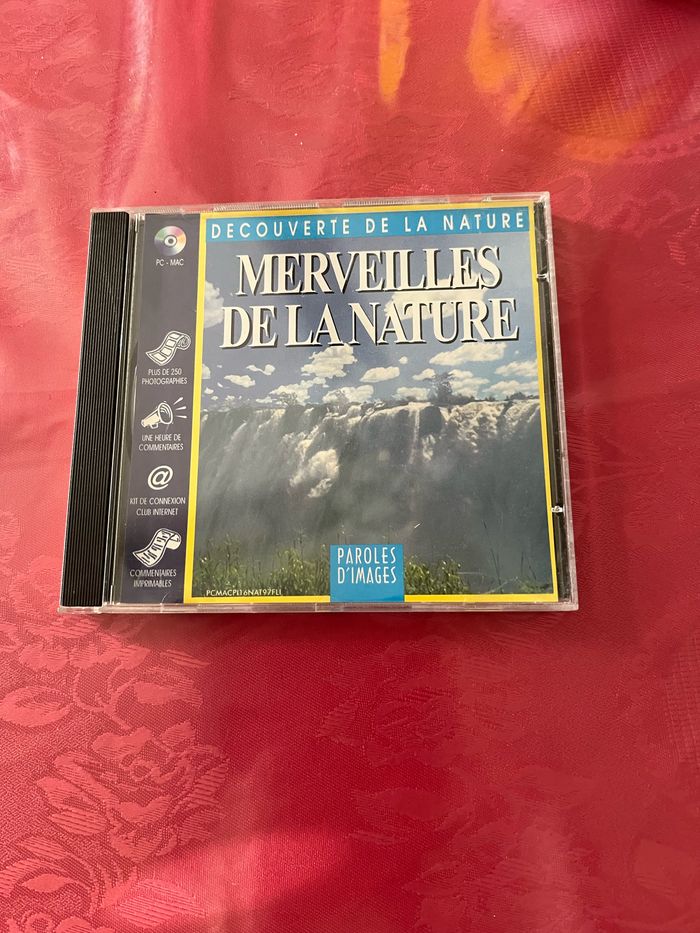 DECOUVERTE DE LA NATURE
MERVEILLES
DE LA NATURE
PC - MAC
PLUS DE 250
PHOTOGRAPHIES
UNE HEURE DE
COMMENTAIRES
@
KIT DE CONNEXION
CLUB INTERNET
COMMENTAIRES
IMPRIMABLES
PAROLES
D'IMAGES
PCMACPL16NAT97FL1